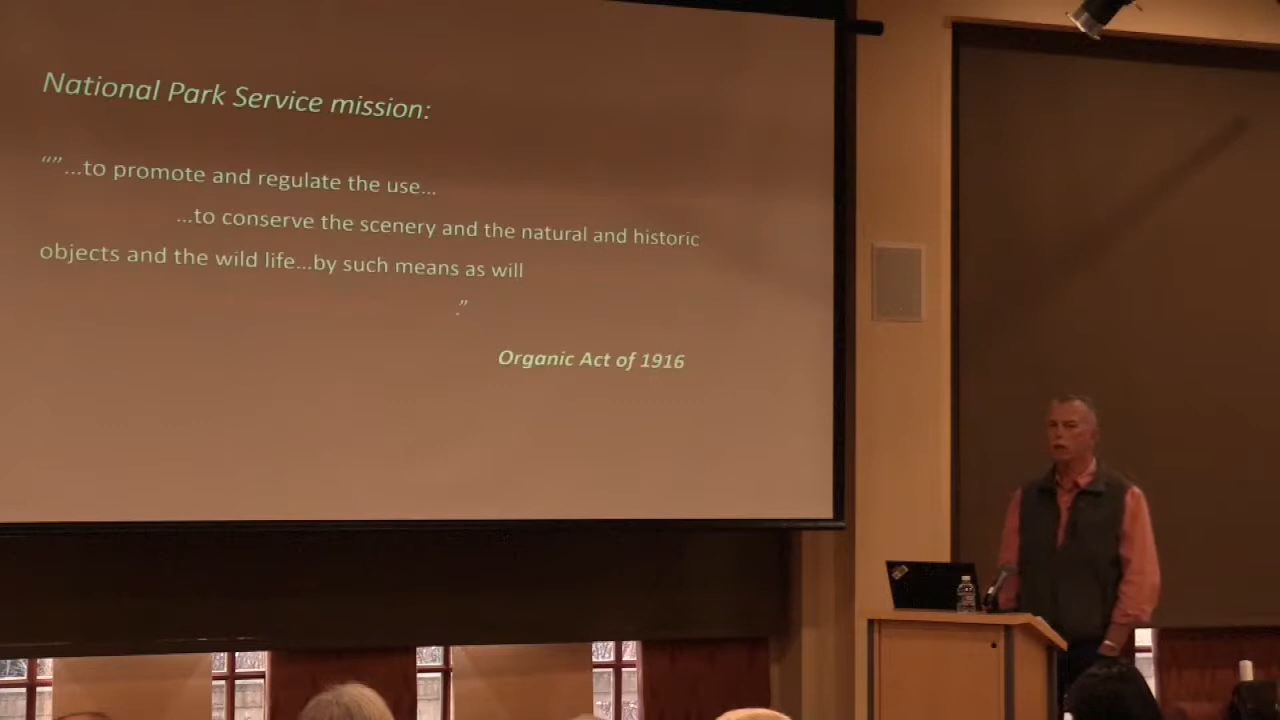 National Park Service mission:
“”…to promote and regulate the use…
…to conserve the scenery and the natural and historic
objects and the wild life…by such means as will
.”
Organic Act of 1916